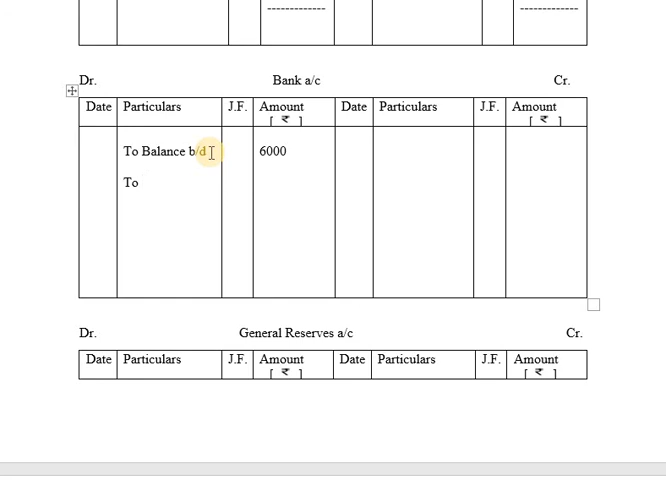 -------------  -------------
Dr. Bank a/c Cr.
Date Particulars J.F. Amount Date Particulars J.F. Amount
[ ₹ ] [ ₹ ]
To Balance b/d 6000
To
Dr. General Reserves a/c Cr.
Date Particulars J.F. Amount Date Particulars J.F. Amount
[ ₹ ] [ ₹ ]